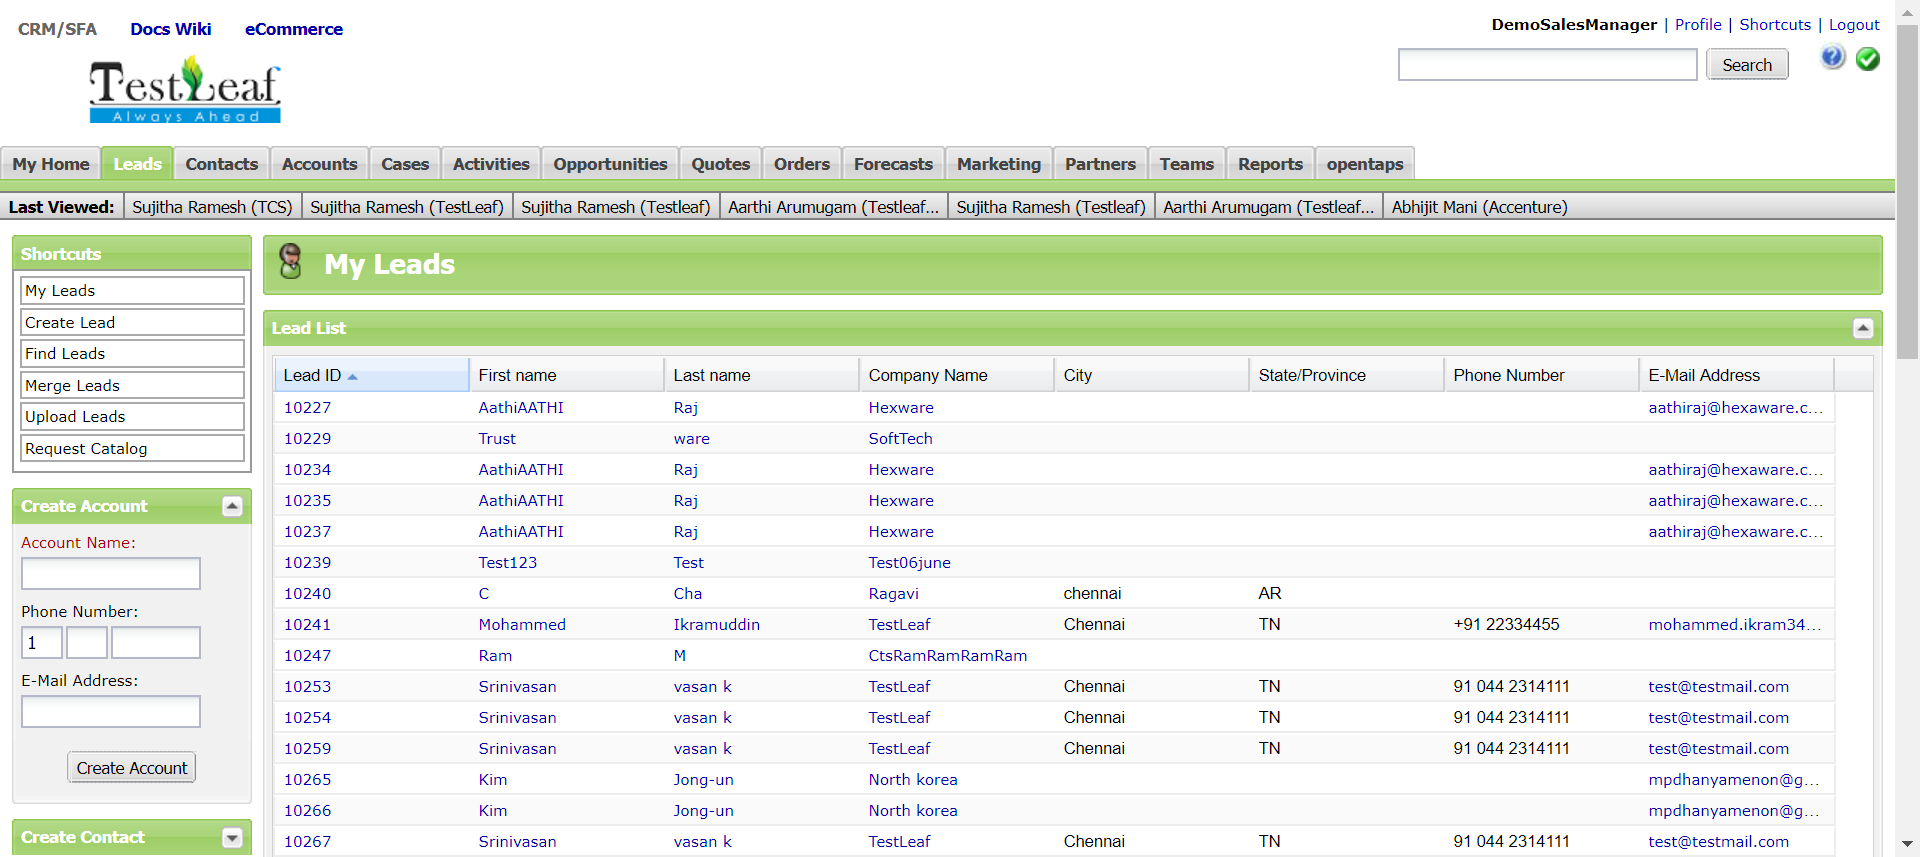 CRM/SFA Docs Wiki eCommerce
DemoSalesManager | Profile | Shortcuts | Logout
Search
TestLeaf
Always Ahead
My Home Leads Contacts Accounts Cases Activities Opportunities Quotes Orders Forecasts Marketing Partners Teams Reports opentaps
Last Viewed: Sujitha Ramesh (TCS) Sujitha Ramesh (TestLeaf) Sujitha Ramesh (Testleaf) Aarthi Arumugam (Testleaf... Sujitha Ramesh (Testleaf) Aarthi Arumugam (Testleaf... Abhijit Mani (Accenture)
Shortcuts
My Leads
Create Lead
Find Leads
Merge Leads
Upload Leads
Request Catalog
Create Account
Account Name:
Phone Number:
1
E-Mail Address:
Create Account
Create Contact
My Leads
Lead List
Lead ID First name Last name Company Name City State/Province Phone Number E-Mail Address
10227 AathiAATHI Raj Hexware aathiraj@hexaware.c...
10229 Trust ware SoftTech
10234 AathiAATHI Raj Hexware aathiraj@hexaware.c...
10235 AathiAATHI Raj Hexware aathiraj@hexaware.c...
10237 AathiAATHI Raj Hexware aathiraj@hexaware.c...
10239 Test123 Test Test06june
10240 C Cha Ragavi chennai AR
10241 Mohammed Ikramuddin TestLeaf Chennai TN +91 22334455 mohammed.ikram34...
10247 Ram M CtsRamRamRamRam
10253 Srinivasan vasan k TestLeaf Chennai TN 91 044 2314111 test@testmail.com
10254 Srinivasan vasan k TestLeaf Chennai TN 91 044 2314111 test@testmail.com
10259 Srinivasan vasan k TestLeaf Chennai TN 91 044 2314111 test@testmail.com
10265 Kim Jong-un North korea mpdhanyamenon@g...
10266 Kim Jong-un North korea mpdhanyamenon@g...
10267 Srinivasan vasan k TestLeaf Chennai TN 91 044 2314111 test@testmail.com